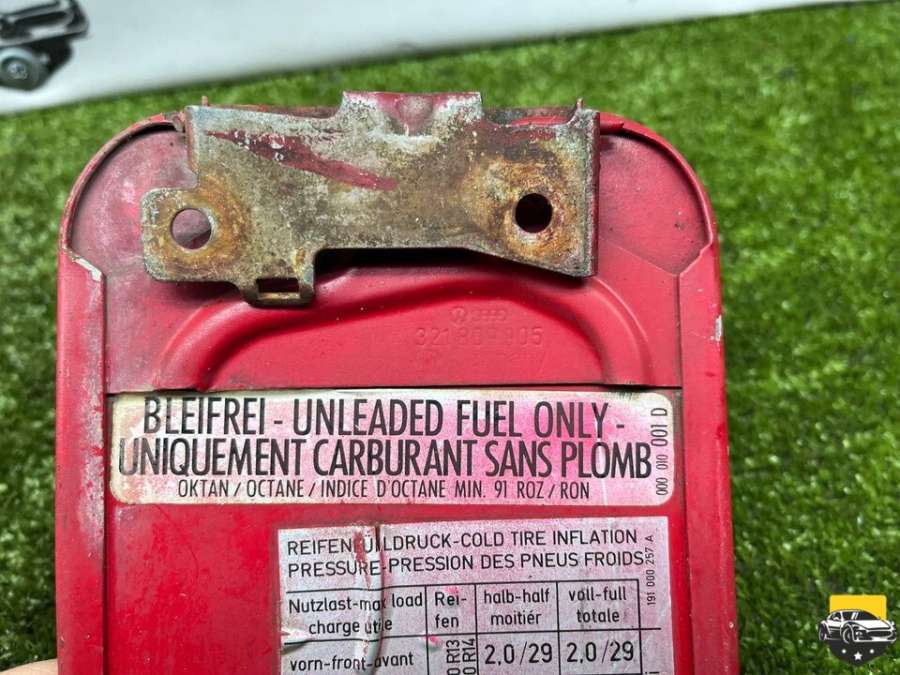 BLEIFREI - UNLEADED FUEL ONLY -
UNIQUEMENT CARBURANT SANS PLOMB
OKTAN / OCTANE / INDICE D'OCTANE MIN. 91 ROZ / RON
000 010 001 D
REIFENFÜLLDRUCK-COLD TIRE INFLATION
PRESSURE-PRESSION DES PNEUS FROIDS
191 000 257 A
Nutzlast-max load
charge utile
Rei-
fen
halb-half
moitiér
voll-full
totale
vorn-front-avant
R13
R14
2,0/29
2,0/29